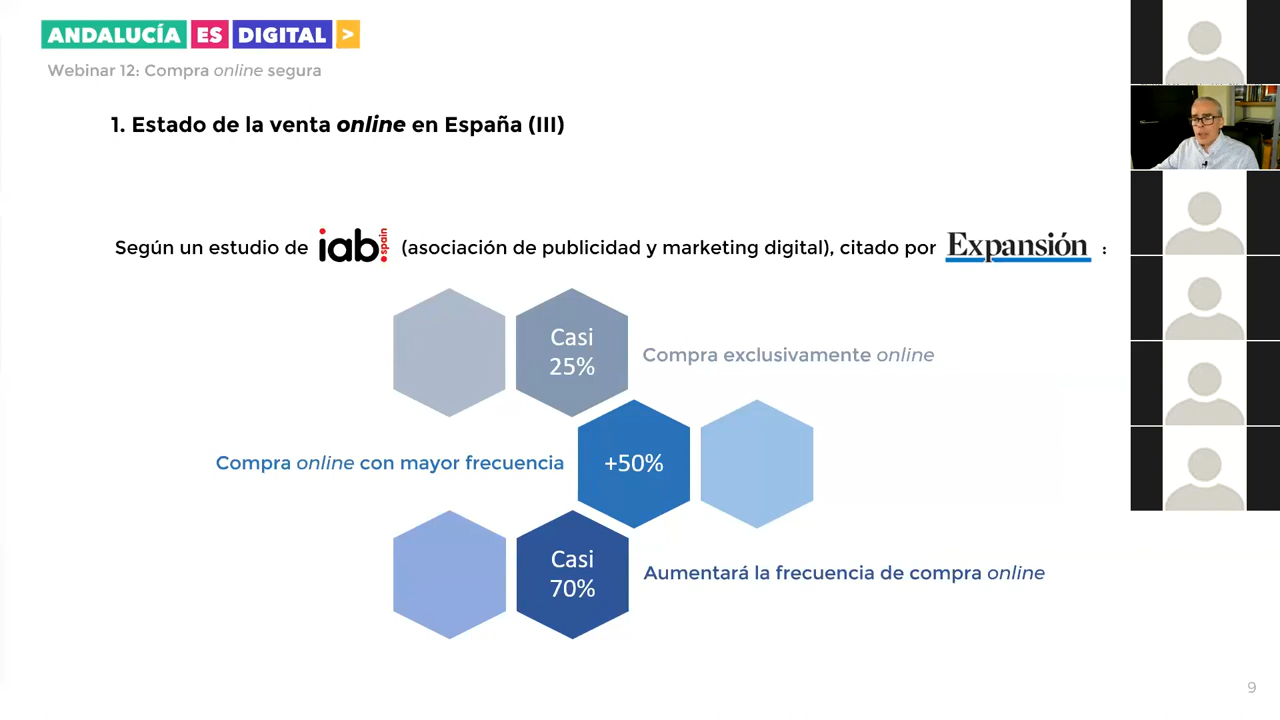 ANDALUCÍA ES DIGITAL >
Webinar 12: Compra online segura
1. Estado de la venta online en España (III)
Según un estudio de iab spain (asociación de publicidad y marketing digital), citado por Expansión :
Casi
25%
Compra exclusivamente online
Compra online con mayor frecuencia
+50%
Casi
70%
Aumentará la frecuencia de compra online
9